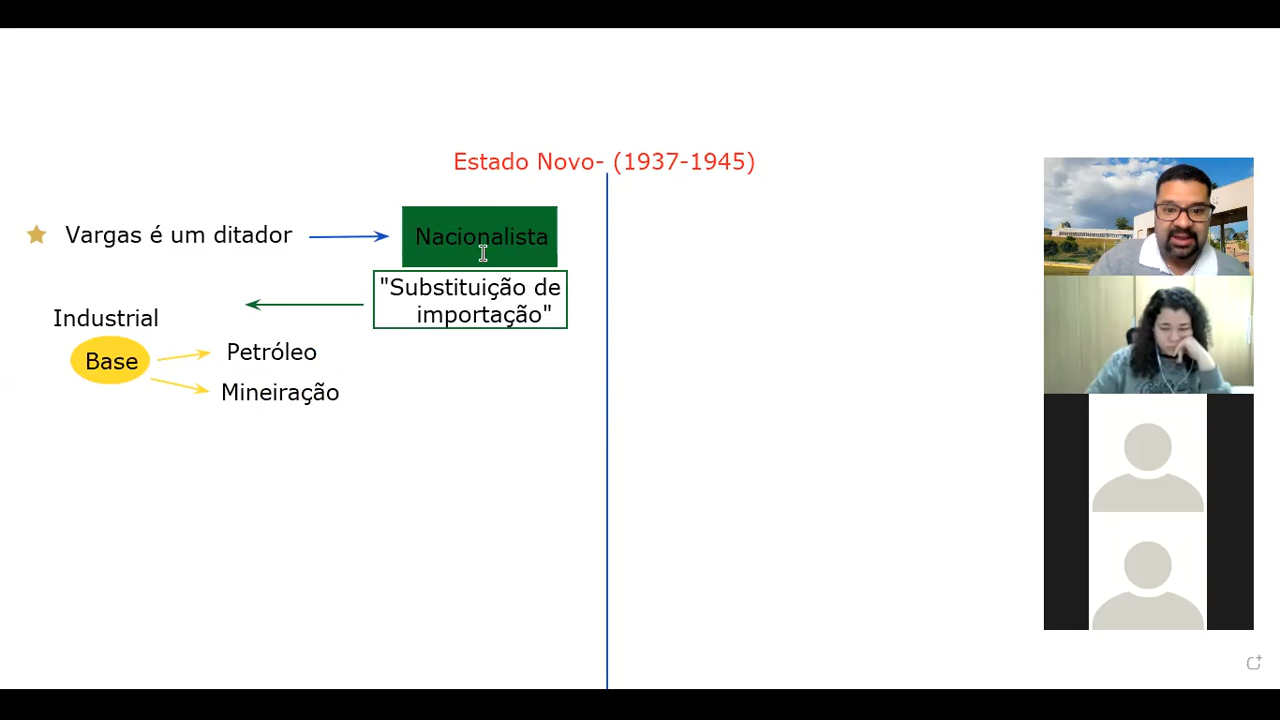 Estado Novo- (1937-1945)
Vargas é um ditador
Nacionalista
"Substituição de
importação"
Industrial
Base
Petróleo
Mineiração